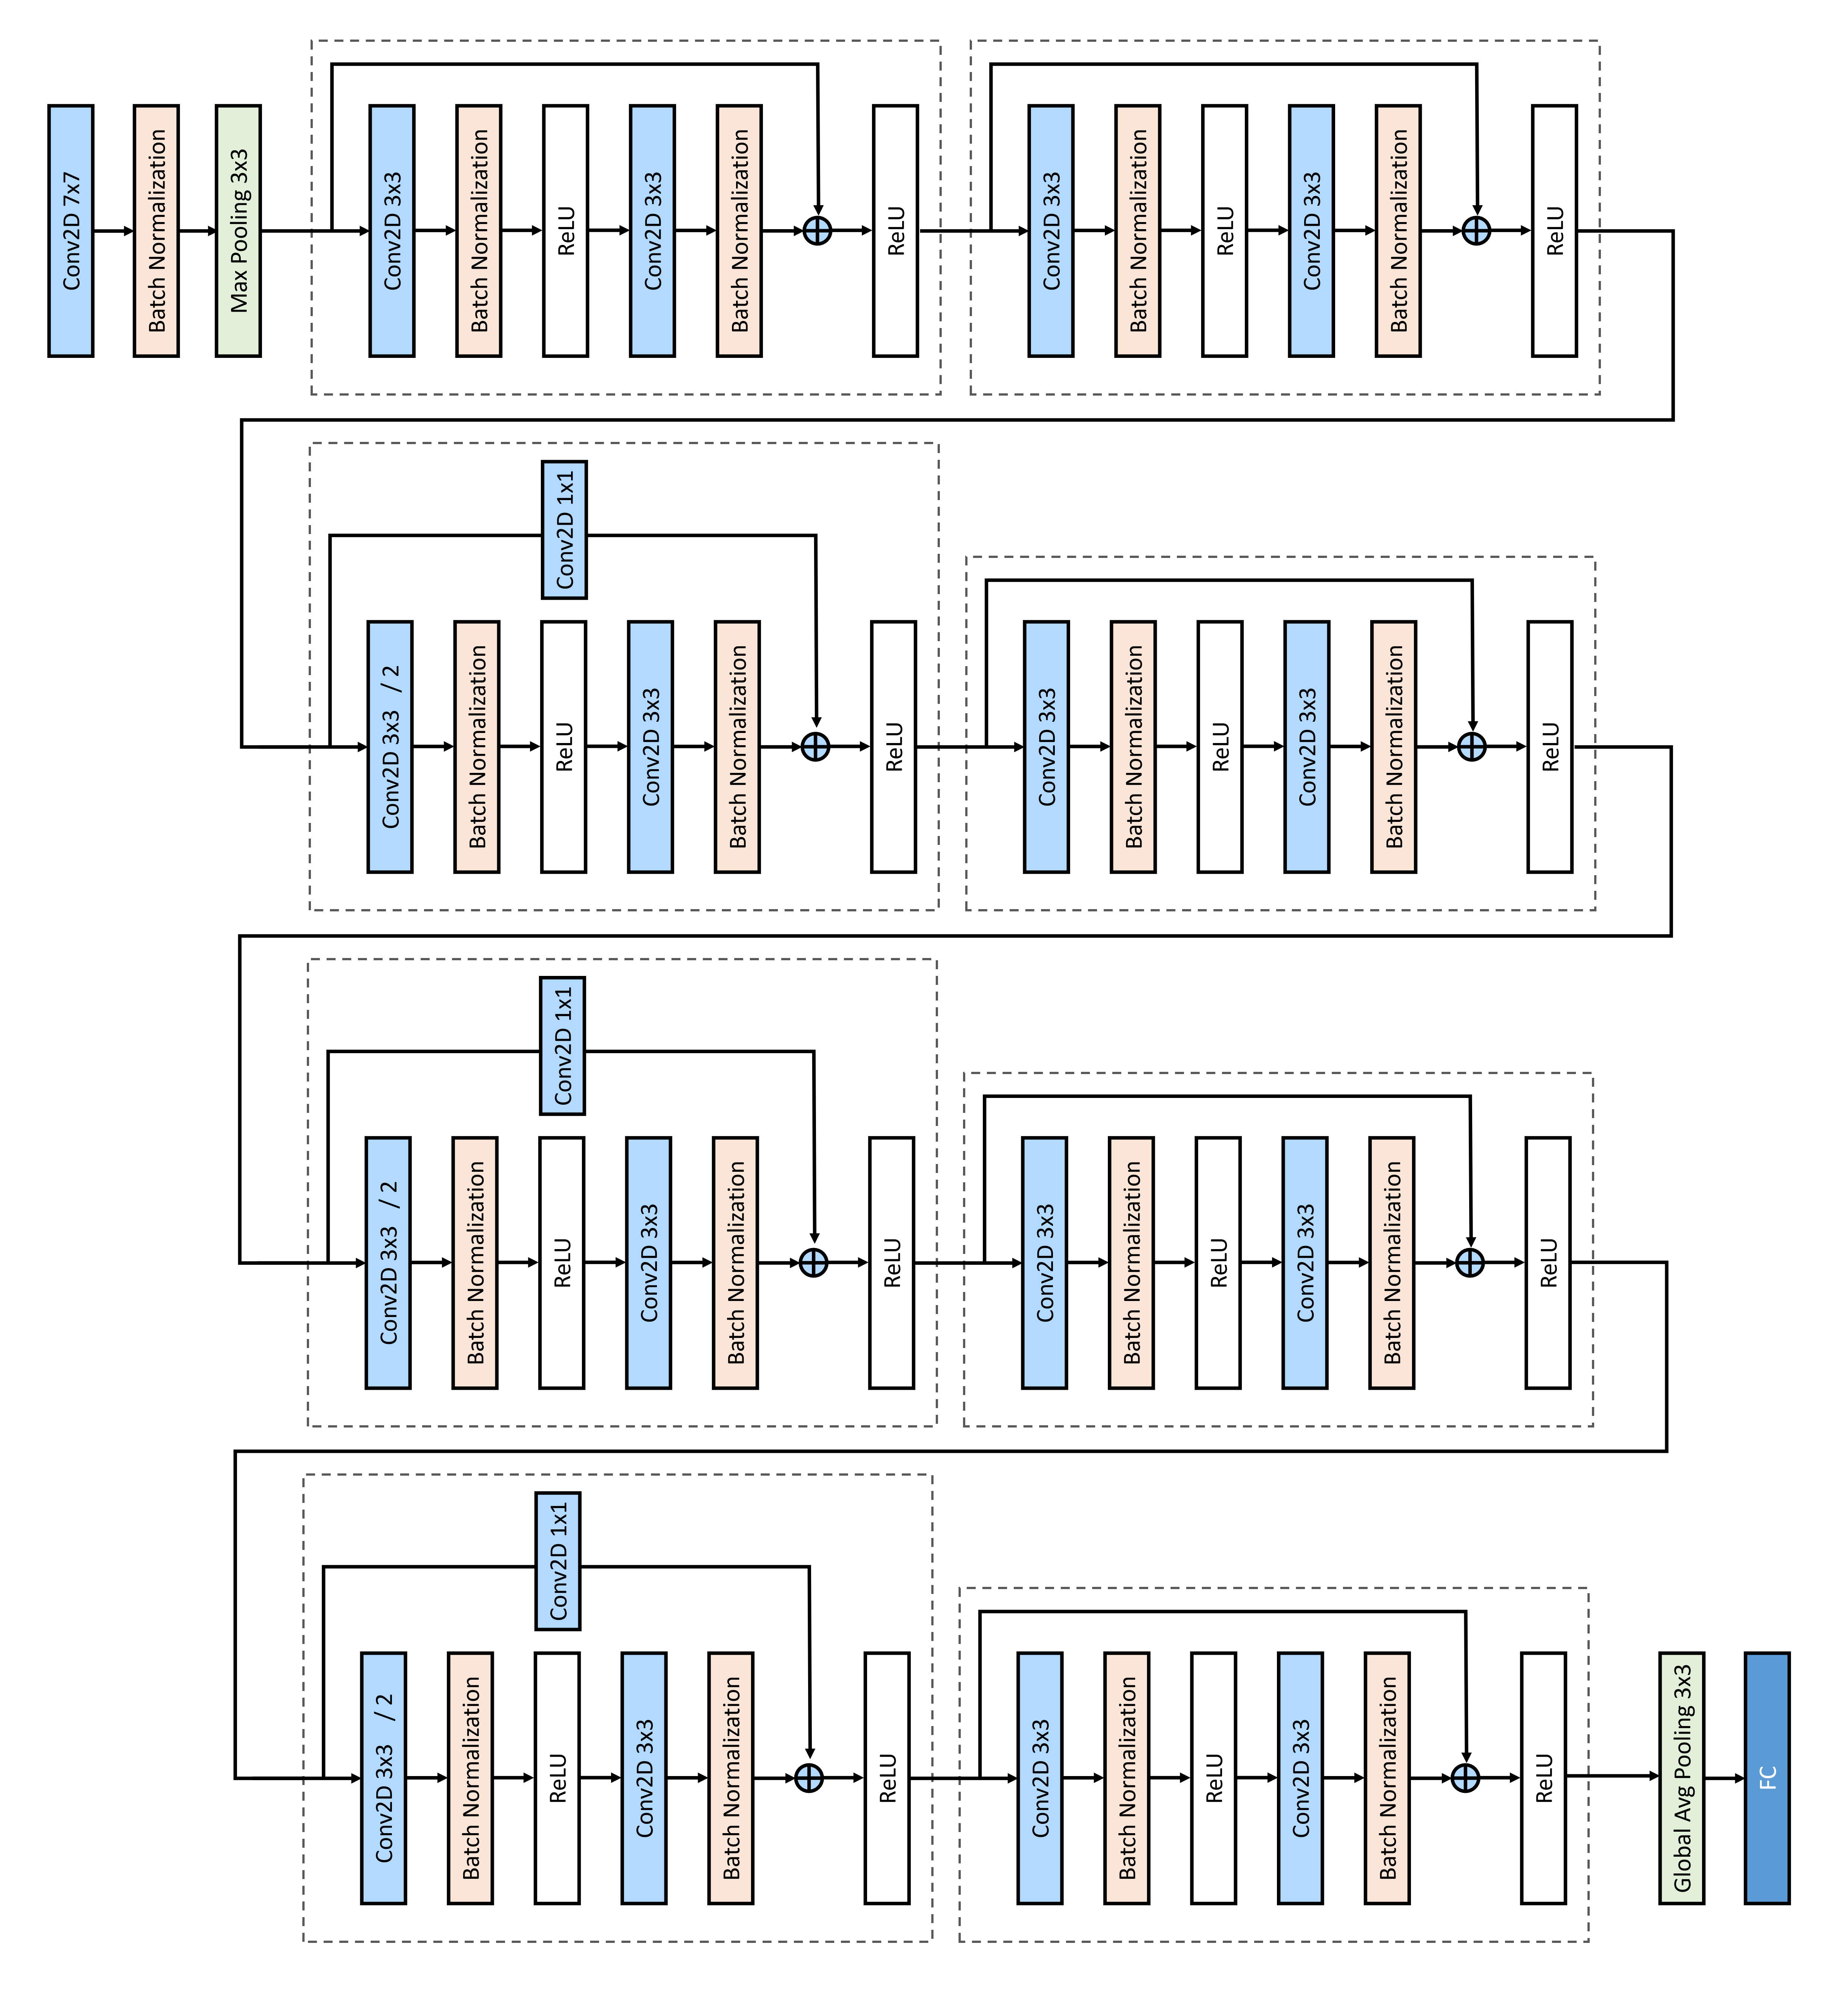 Conv2D 7x7
Batch Normalization
Max Pooling 3x3
Conv2D 3x3
Batch Normalization
ReLU
Conv2D 3x3
Batch Normalization
ReLU
Conv2D 3x3
Batch Normalization
ReLU
Conv2D 3x3
Batch Normalization
ReLU
Conv2D 1x1
Conv2D 3x3 / 2
Batch Normalization
ReLU
Conv2D 3x3
Batch Normalization
ReLU
Conv2D 3x3
Batch Normalization
ReLU
Conv2D 3x3
Batch Normalization
ReLU
Conv2D 1x1
Conv2D 3x3 / 2
Batch Normalization
ReLU
Conv2D 3x3
Batch Normalization
ReLU
Conv2D 3x3
Batch Normalization
ReLU
Conv2D 3x3
Batch Normalization
ReLU
Conv2D 1x1
Conv2D 3x3 / 2
Batch Normalization
ReLU
Conv2D 3x3
Batch Normalization
ReLU
Conv2D 3x3
Batch Normalization
ReLU
Conv2D 3x3
Batch Normalization
ReLU
Global Avg Pooling 3x3
FC